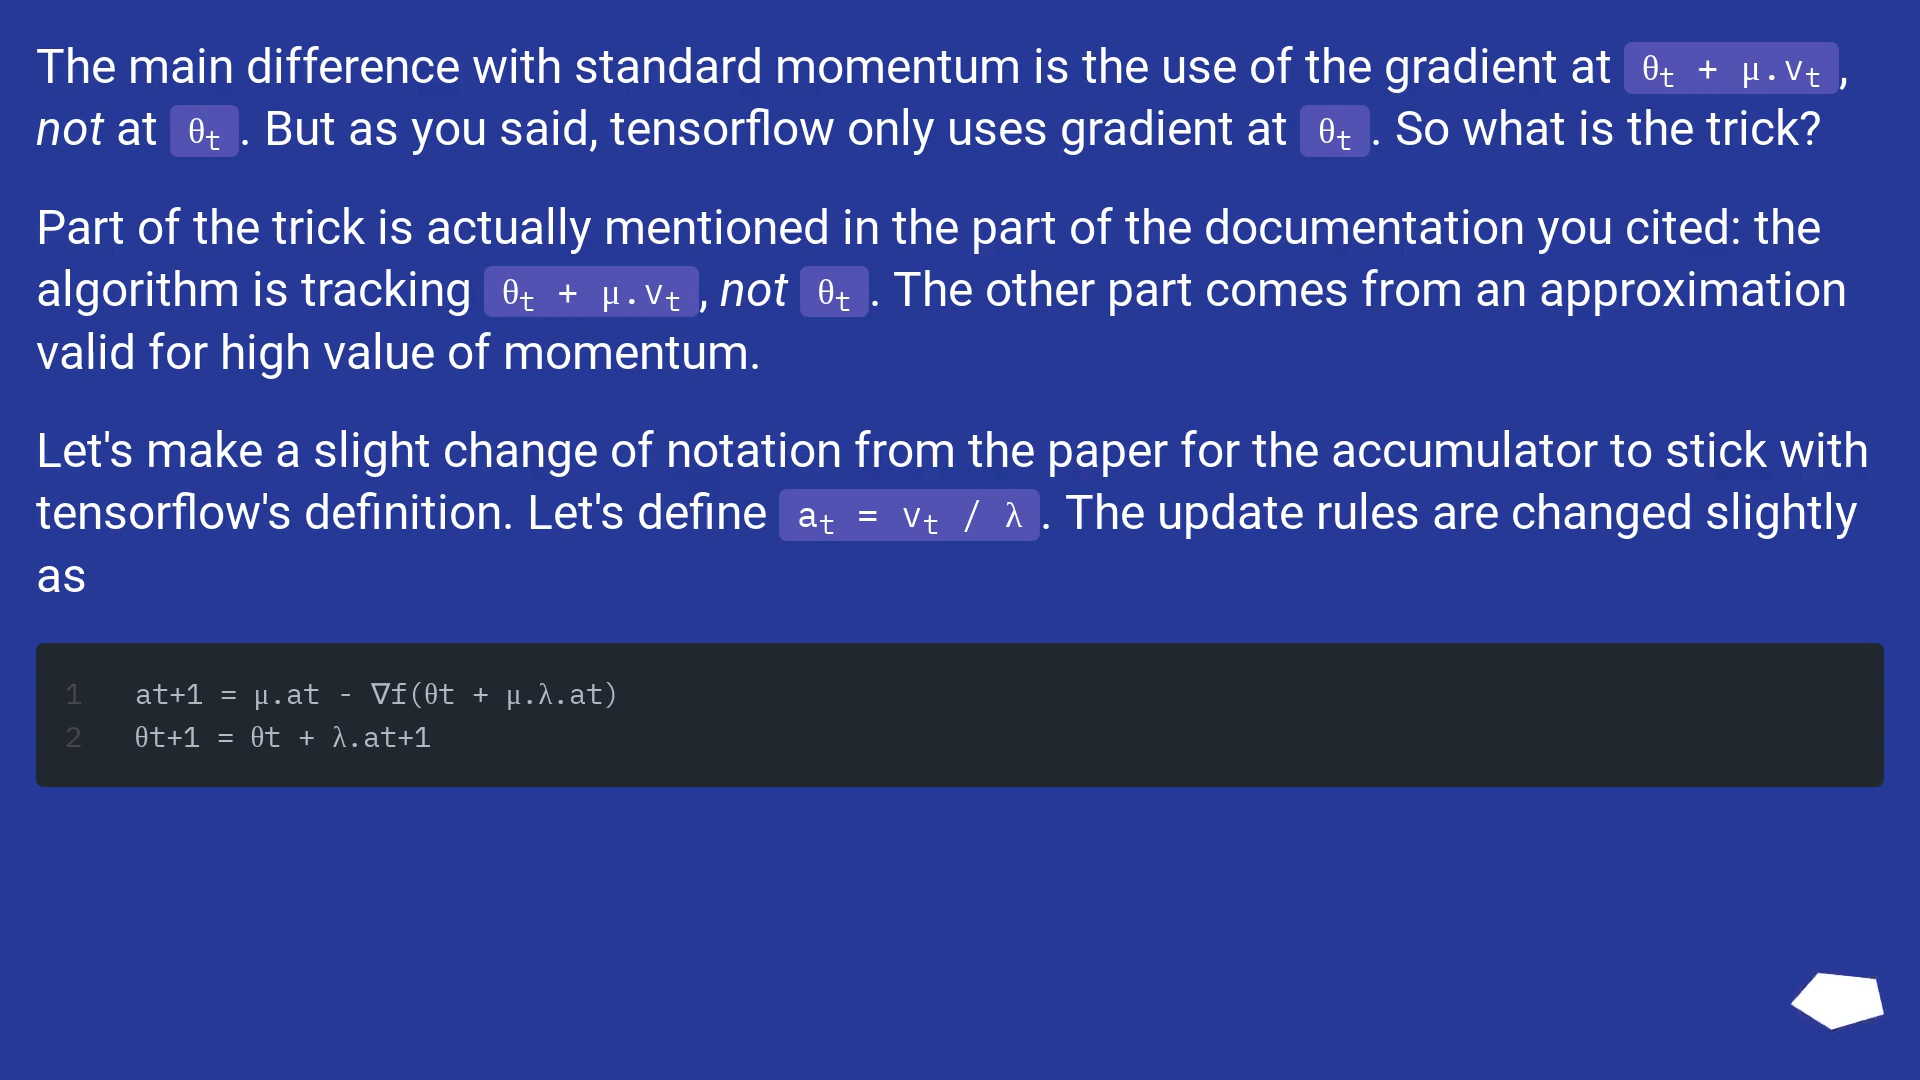 The main difference with standard momentum is the use of the gradient at θₜ + μ.vₜ,
not at θₜ. But as you said, tensorflow only uses gradient at θₜ. So what is the trick?
Part of the trick is actually mentioned in the part of the documentation you cited: the
algorithm is tracking θₜ + μ.vₜ, not θₜ. The other part comes from an approximation
valid for high value of momentum.
Let's make a slight change of notation from the paper for the accumulator to stick with
tensorflow's definition. Let's define aₜ = vₜ / λ. The update rules are changed slightly
as
1 at+1 = μ.at - ∇f(θt + μ.λ.at)
2 θt+1 = θt + λ.at+1